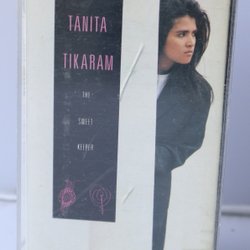 TANITA
TIKARAM
THE
SWEET
KEEPER